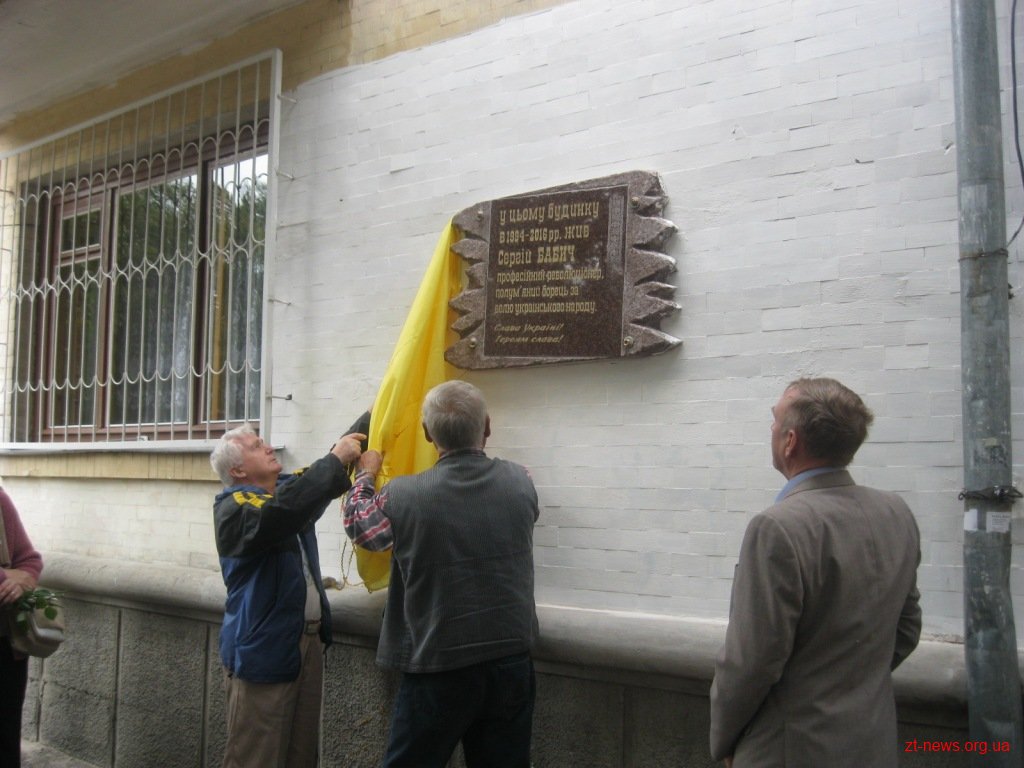 У цьому будинку
в 1994-2016 рр. жив
Сергій БАБИЧ
професійний революціонер,
полум'яний борець за
волю українського народу.
Слава Україні!
Героям слава!
zt-news.org.ua